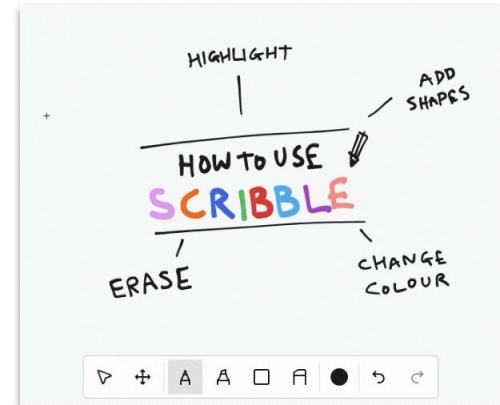 HIGHLIGHT
ADD
SHAPES
HOW TO USE
SCRIBBLE
ERASE
CHANGE
COLOUR